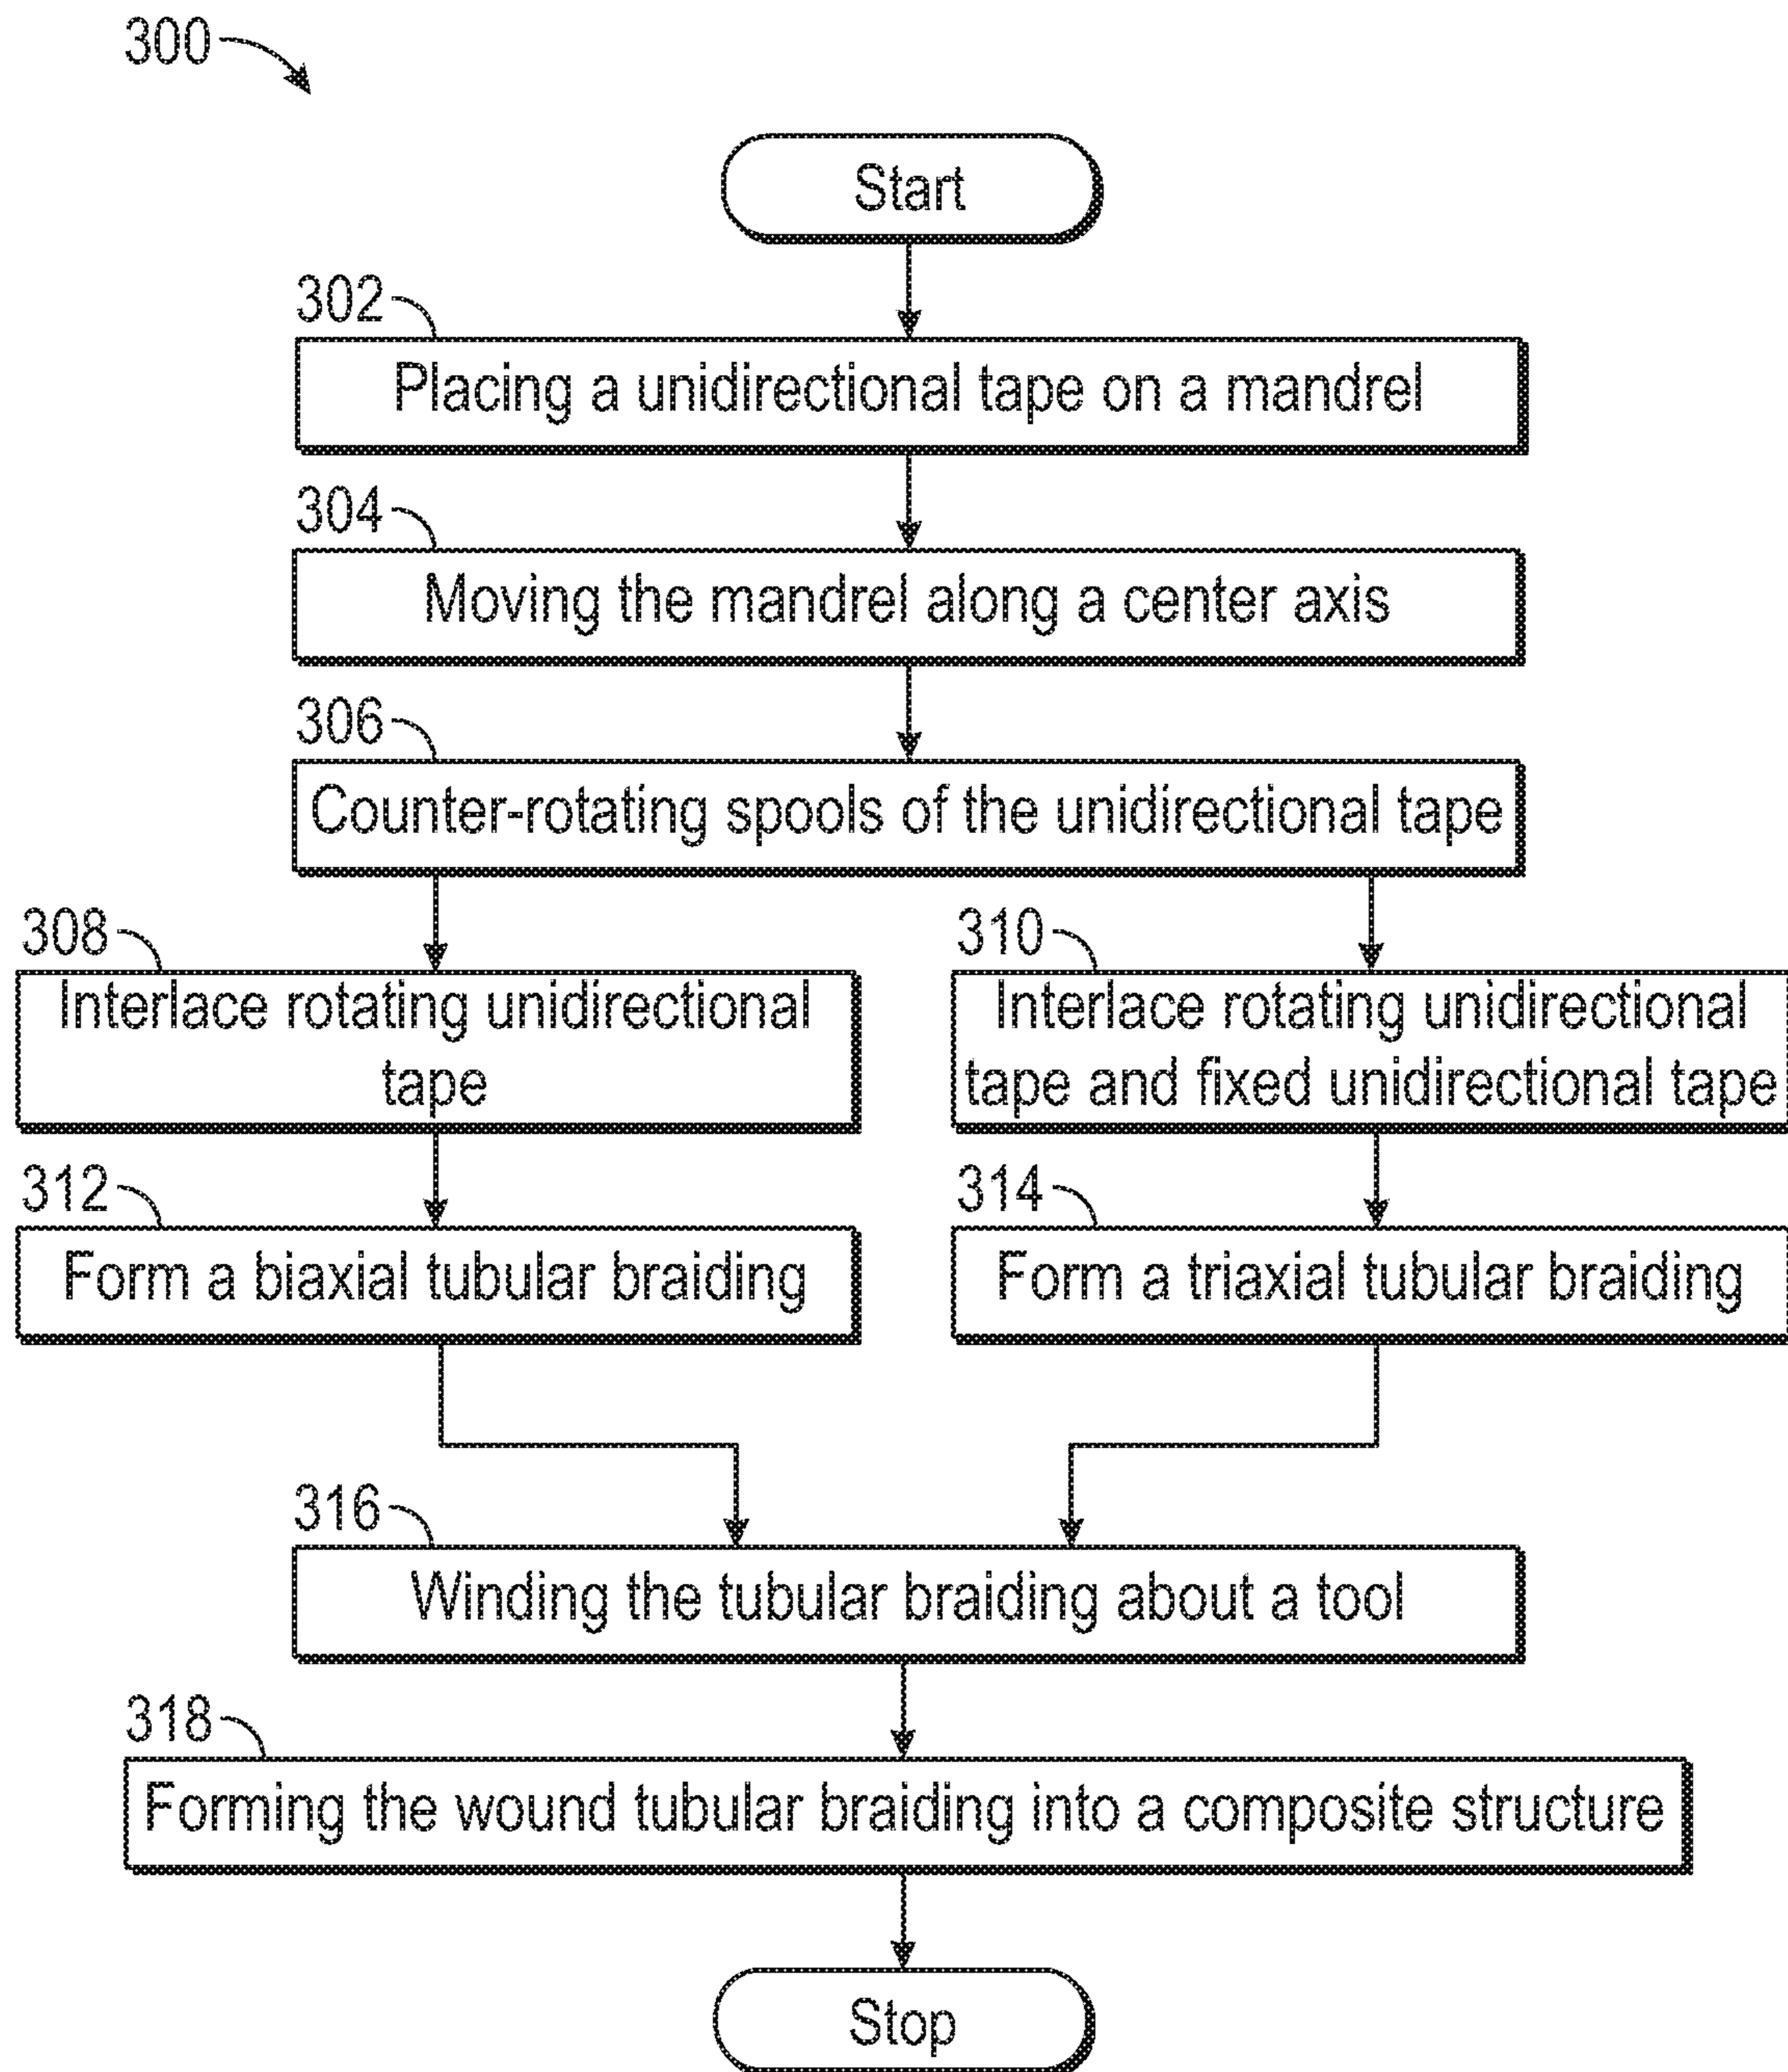 300
Start
302
Placing a unidirectional tape on a mandrel
304
Moving the mandrel along a center axis
306
Counter-rotating spools of the unidirectional tape
308
Interlace rotating unidirectional
tape
310
Interlace rotating unidirectional
tape and fixed unidirectional tape
312
Form a biaxial tubular braiding
314
Form a triaxial tubular braiding
316
Winding the tubular braiding about a tool
318
Forming the wound tubular braiding into a composite structure
Stop